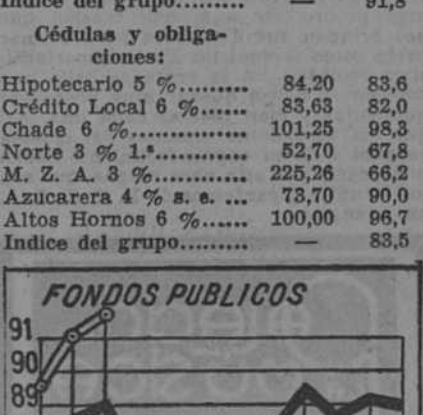 Indice del grupo......... — 91,8
Cédulas y obliga-
ciones:
Hipotecario 5 %......... 84,20 83,6
Crédito Local 6 %...... 83,63 82,0
Chade 6 %.............. 101,25 98,3
Norte 3 % 1.ª........... 52,70 67,8
M. Z. A. 3 %............ 225,26 66,2
Azucarera 4 % s. e. ... 73,70 90,0
Altos Hornos 6 %...... 100,00 96,7
Indice del grupo......... — 83,5
FONDOS PUBLICOS
91
90
89